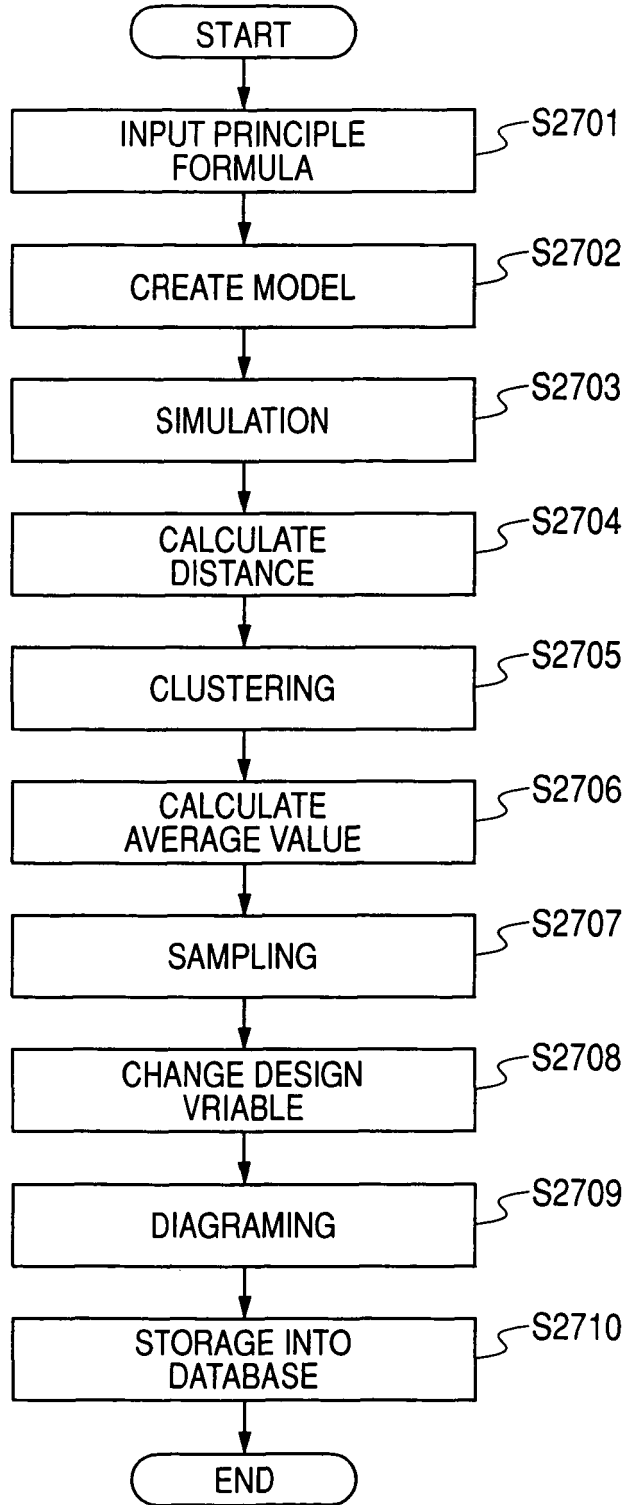 START
INPUT PRINCIPLE
FORMULA
S2701
CREATE MODEL
S2702
SIMULATION
S2703
CALCULATE
DISTANCE
S2704
CLUSTERING
S2705
CALCULATE
AVERAGE VALUE
S2706
SAMPLING
S2707
CHANGE DESIGN
VRIABLE
S2708
DIAGRAMING
S2709
STORAGE INTO
DATABASE
S2710
END